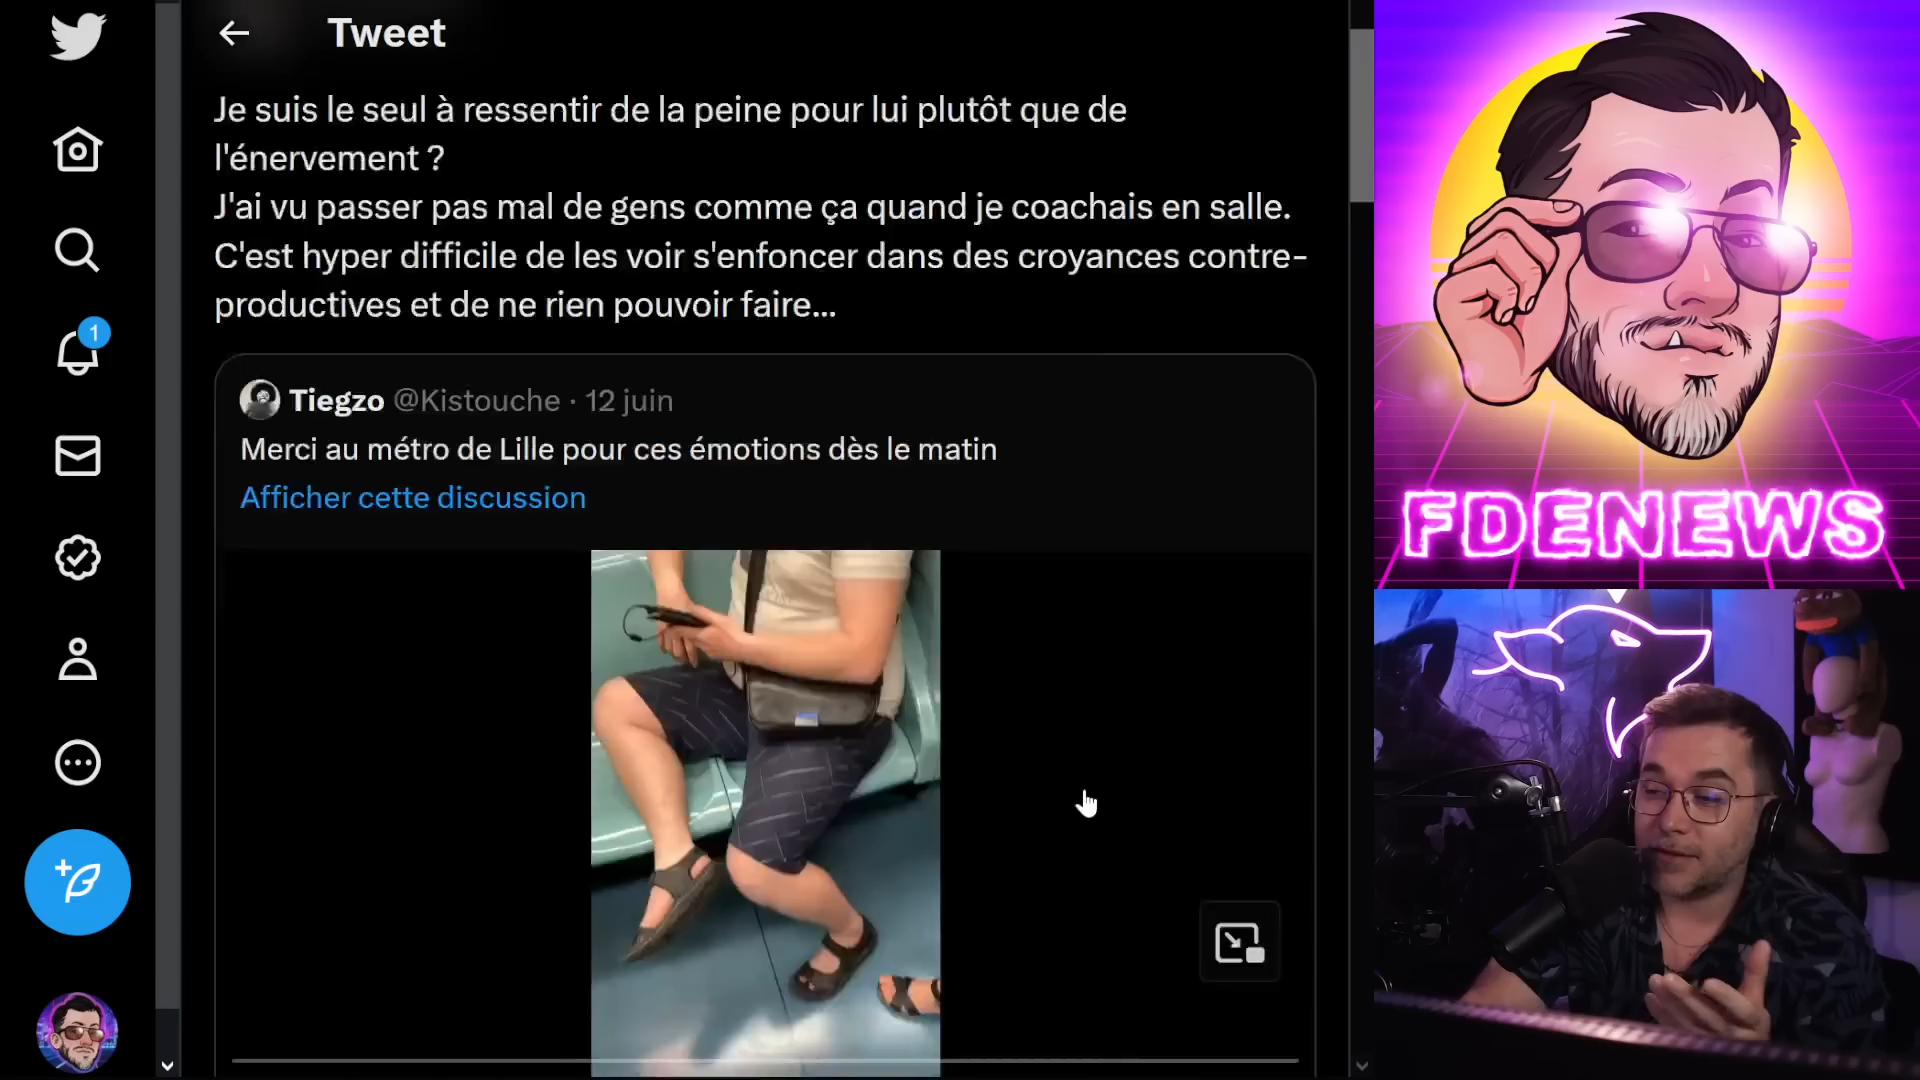 Tweet
Je suis le seul à ressentir de la peine pour lui plutôt que de
l'énervement ?
J'ai vu passer pas mal de gens comme ça quand je coachais en salle.
C'est hyper difficile de les voir s'enfoncer dans des croyances contre-
productives et de ne rien pouvoir faire...
1
Tiegzo @Kistouche · 12 juin
Merci au métro de Lille pour ces émotions dès le matin
Afficher cette discussion
FDENEWS